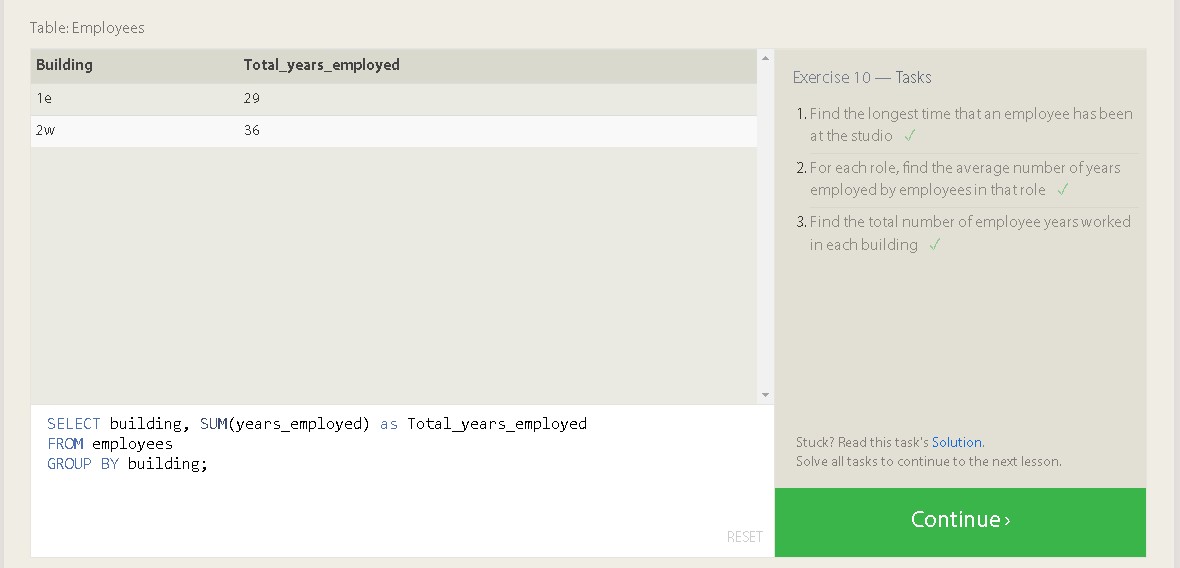 Table: Employees
Building Total_years_employed
1e 29
2w 36
SELECT building, SUM(years_employed) as Total_years_employed
FROM employees
GROUP BY building;
RESET
Exercise 10 — Tasks
1. Find the longest time that an employee has been
at the studio ✓
2. For each role, find the average number of years
employed by employees in that role ✓
3. Find the total number of employee years worked
in each building ✓
Stuck? Read this task's Solution.
Solve all tasks to continue to the next lesson.
Continue ›